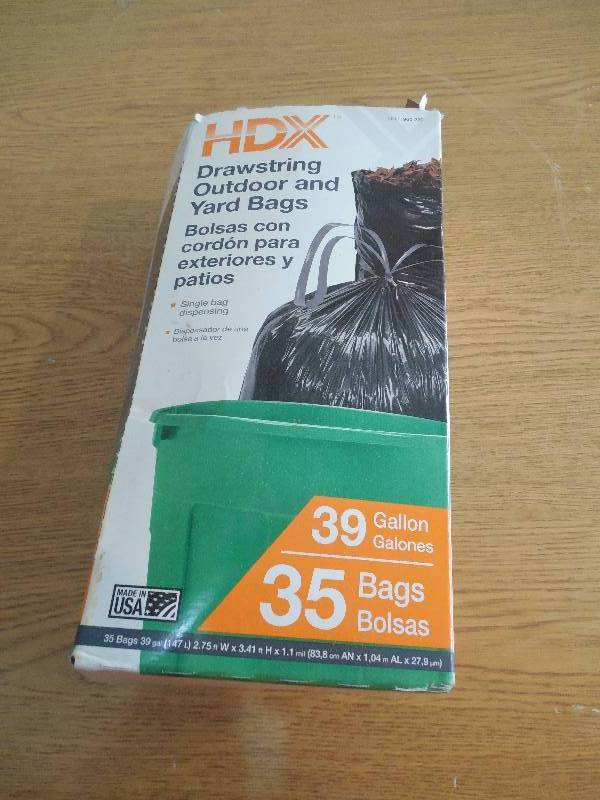 HDX
Drawstring
Outdoor and
Yard Bags
Bolsas con
cordón para
exteriores y
patios
Single bag
dispensing
Dispensador de una
bolsa a la vez
39 Gallon
Galones
35 Bags
Bolsas
MADE IN
USA
35 Bags 39 gal (147 L) 2.75 ft W x 3.41 ft H x 1.1 mil (83,8 cm AN x 1,04 m AL x 27,9 µm)